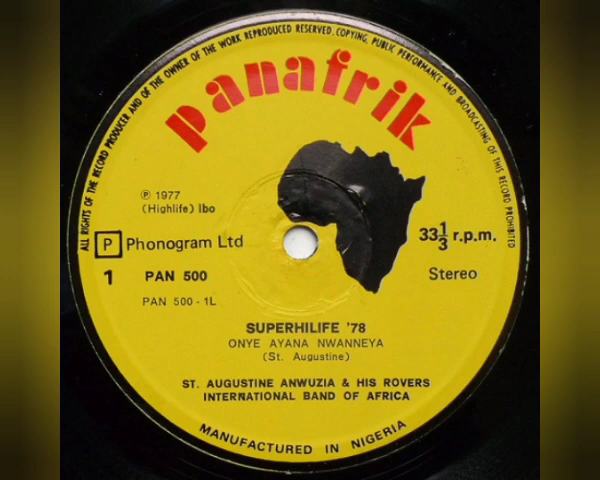 ALL RIGHTS OF THE RECORD PRODUCER AND OF THE OWNER OF THE WORK REPRODUCED RESERVED. COPYING, PUBLIC PERFORMANCE AND BROADCASTING OF THIS RECORD PROHIBITED
panafrik
℗ 1977
(Highlife) Ibo
P Phonogram Ltd
33⅓ r.p.m.
1 PAN 500
Stereo
PAN 500-1L
SUPERHILIFE '78
ONYE AYANA NWANNEYA
(St. Augustine)
ST. AUGUSTINE ANWUZIA & HIS ROVERS
INTERNATIONAL BAND OF AFRICA
MANUFACTURED IN NIGERIA